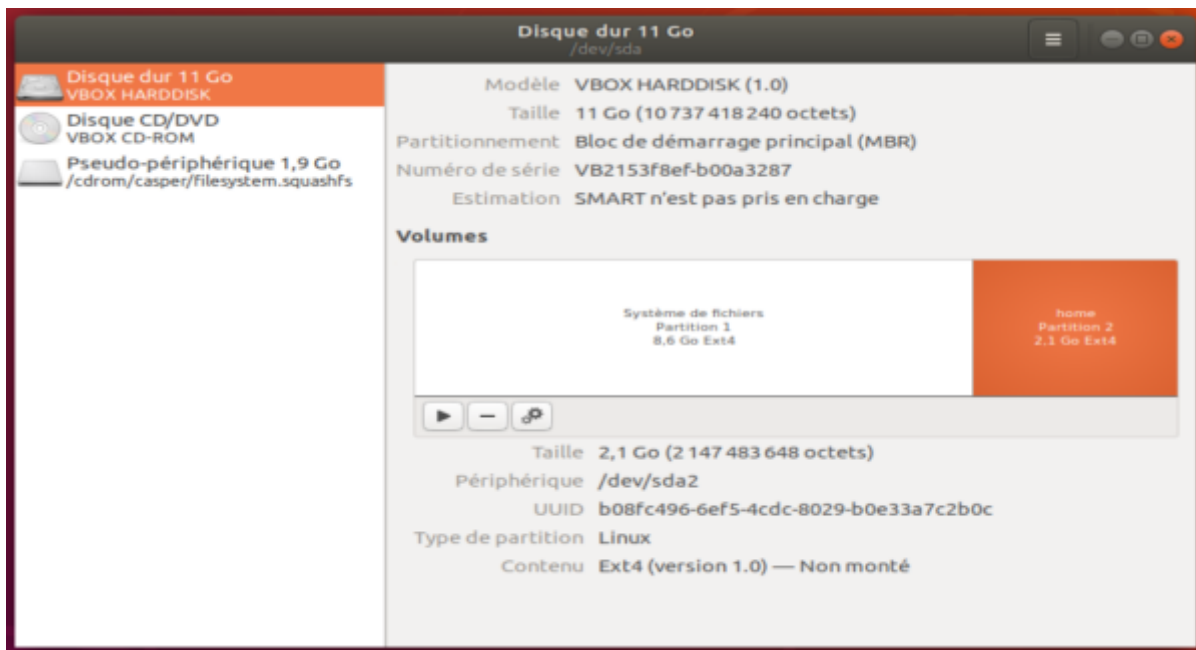 Disque dur 11 Go
/dev/sda
Disque dur 11 Go
VBOX HARDDISK
Disque CD/DVD
VBOX CD-ROM
Pseudo-périphérique 1,9 Go
/cdrom/casper/filesystem.squashfs
Modèle VBOX HARDDISK (1.0)
Taille 11 Go (10 737 418 240 octets)
Partitionnement Bloc de démarrage principal (MBR)
Numéro de série VB2153f8ef-b00a3287
Estimation SMART n'est pas pris en charge
Volumes
Système de fichiers
Partition 1
8,6 Go Ext4
home
Partition 2
2,1 Go Ext4
Taille 2,1 Go (2 147 483 648 octets)
Périphérique /dev/sda2
UUID b08fc496-6ef5-4cdc-8029-b0e33a7c2b0c
Type de partition Linux
Contenu Ext4 (version 1.0) — Non monté